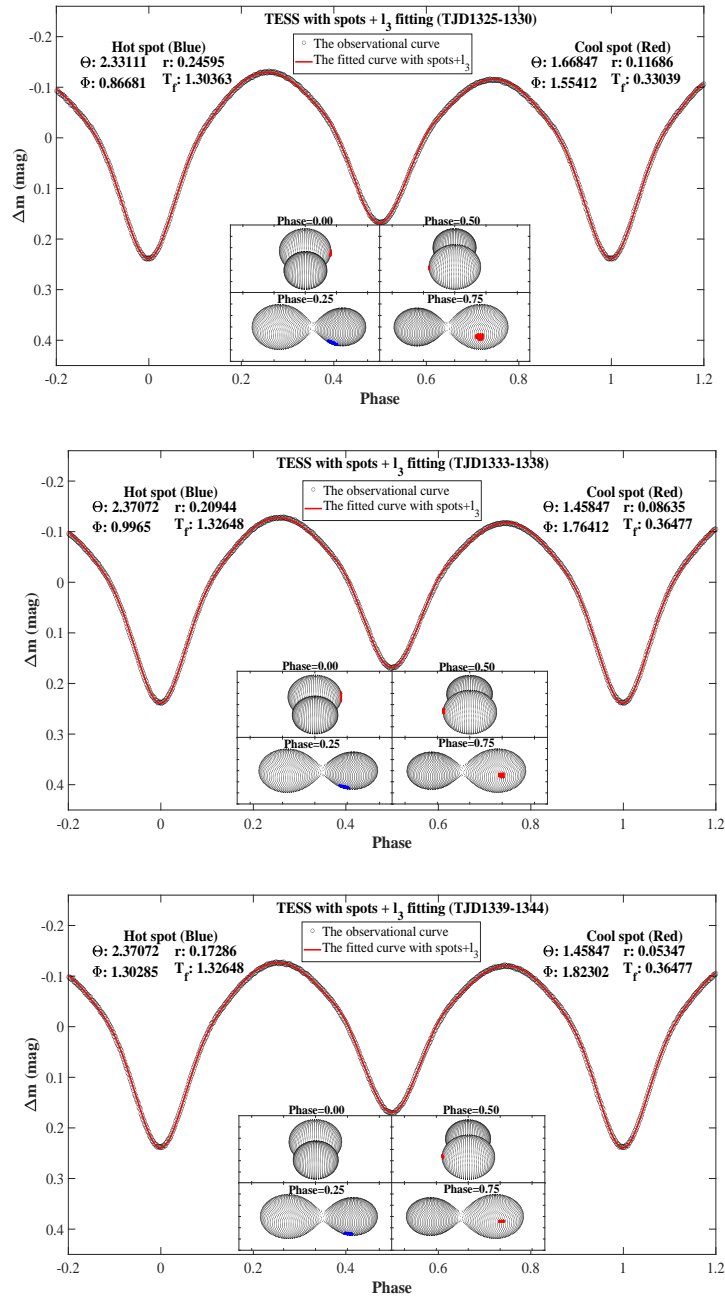 TESS with spots + l3 fitting (TJD1325-1330)
Hot spot (Blue)
Θ: 2.33111 r: 0.24595
Φ: 0.86681 Tf: 1.30363
The observational curve
The fitted curve with spots+l3
Cool spot (Red)
Θ: 1.66847 r: 0.11686
Φ: 1.55412 Tf: 0.33039
-0.2
-0.1
0
0.1
0.2
0.3
0.4
Δm (mag)
Phase=0.00
Phase=0.50
Phase=0.25
Phase=0.75
-0.2 0 0.2 0.4 0.6 0.8 1 1.2
Phase
TESS with spots + l3 fitting (TJD1333-1338)
Hot spot (Blue)
Θ: 2.37072 r: 0.20944
Φ: 0.9965 Tf: 1.32648
The observational curve
The fitted curve with spots+l3
Cool spot (Red)
Θ: 1.45847 r: 0.08635
Φ: 1.76412 Tf: 0.36477
-0.2
-0.1
0
0.1
0.2
0.3
0.4
Δm (mag)
Phase=0.00
Phase=0.50
Phase=0.25
Phase=0.75
-0.2 0 0.2 0.4 0.6 0.8 1 1.2
Phase
TESS with spots + l3 fitting (TJD1339-1344)
Hot spot (Blue)
Θ: 2.37072 r: 0.17286
Φ: 1.30285 Tf: 1.32648
The observational curve
The fitted curve with spots+l3
Cool spot (Red)
Θ: 1.45847 r: 0.05347
Φ: 1.82302 Tf: 0.36477
-0.2
-0.1
0
0.1
0.2
0.3
0.4
Δm (mag)
Phase=0.00
Phase=0.50
Phase=0.25
Phase=0.75
-0.2 0 0.2 0.4 0.6 0.8 1 1.2
Phase